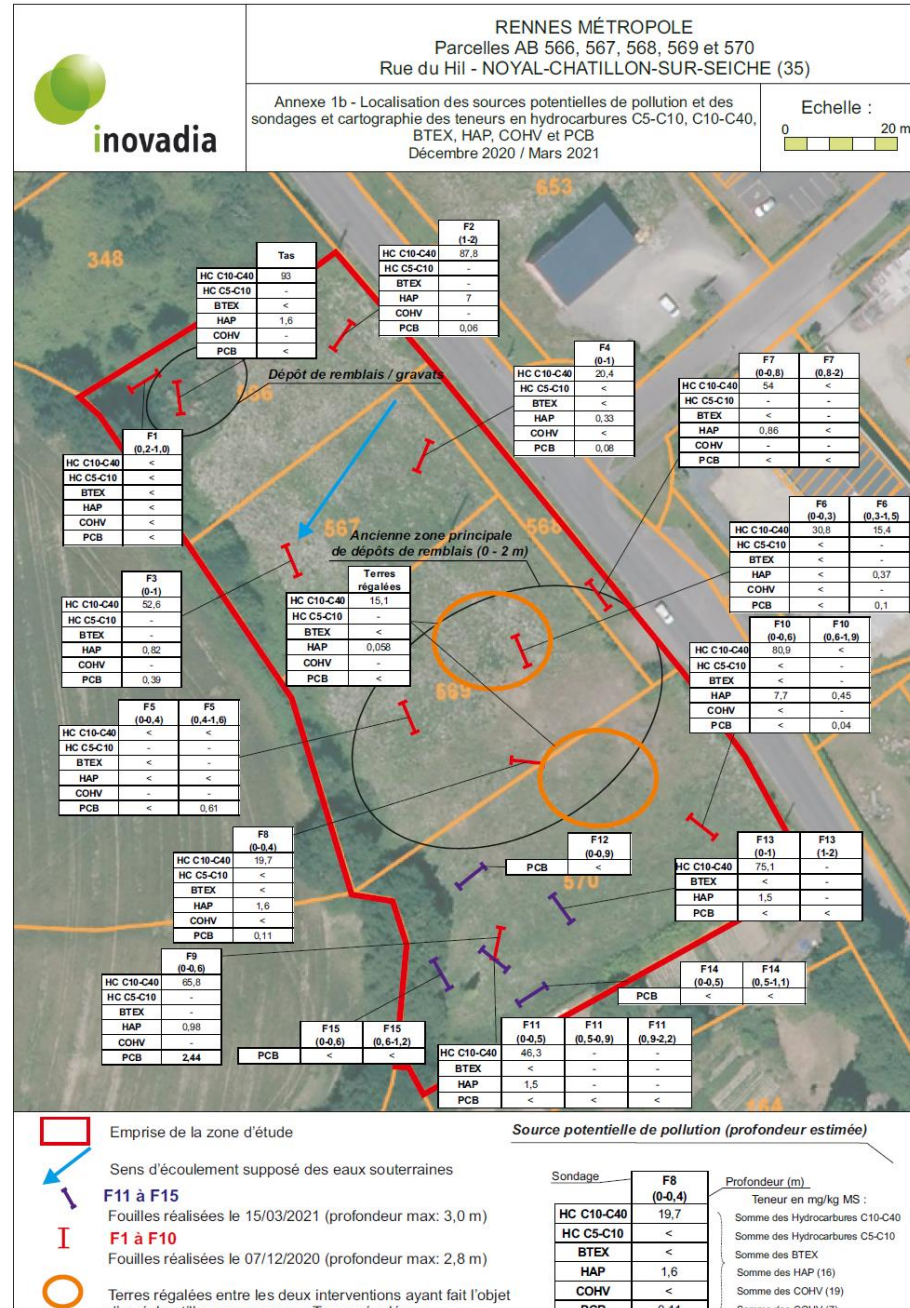 RENNES MÉTROPOLE
Parcelles AB 566, 567, 568, 569 et 570
Rue du Hil - NOYAL-CHATILLON-SUR-SEICHE (35)
inovadia
Annexe 1b - Localisation des sources potentielles de pollution et des
sondages et cartographie des teneurs en hydrocarbures C5-C10, C10-C40,
BTEX, HAP, COHV et PCB
Décembre 2020 / Mars 2021
Echelle :
0 20 m
653
348
Tas
HC C10-C40 93
HC C5-C10 -
BTEX <
HAP 1,6
COHV -
PCB <
F2
(1-2)
HC C10-C40 87,8
HC C5-C10 -
BTEX -
HAP 7
COHV -
PCB 0,06
Dépôt de remblais / gravats
F4
(0-1)
HC C10-C40 20,4
HC C5-C10 <
BTEX <
HAP 0,33
COHV <
PCB 0,08
F7 F7
(0-0,8) (0,8-2)
HC C10-C40 54 <
HC C5-C10 - -
BTEX < -
HAP 0,86 <
COHV - -
PCB < <
F1
(0,2-1,0)
HC C10-C40 <
HC C5-C10 <
BTEX <
HAP <
COHV <
PCB <
567
568
Ancienne zone principale
de dépôts de remblais (0 - 2 m)
F6 F6
(0-0,3) (0,3-1,5)
HC C10-C40 30,8 15,4
HC C5-C10 < -
BTEX < -
HAP < 0,37
COHV < -
PCB < 0,1
F3
(0-1)
HC C10-C40 52,6
HC C5-C10 -
BTEX -
HAP 0,82
COHV -
PCB 0,39
Terres
régalées
HC C10-C40 15,1
HC C5-C10 -
BTEX <
HAP 0,058
COHV -
PCB <
F10 F10
(0-0,6) (0,6-1,9)
HC C10-C40 80,9 <
HC C5-C10 < -
BTEX < -
HAP 7,7 0,45
COHV < -
PCB < 0,04
569
F5 F5
(0-0,4) (0,4-1,6)
HC C10-C40 < <
HC C5-C10 - -
BTEX < -
HAP < <
COHV - -
PCB < 0,61
F8
(0-0,4)
HC C10-C40 19,7
HC C5-C10 <
BTEX <
HAP 1,6
COHV <
PCB 0,11
F12
(0-0,9)
PCB <
570
F13 F13
(0-1) (1-2)
HC C10-C40 75,1 -
BTEX < -
HAP 1,5 -
PCB < <
F9
(0-0,6)
HC C10-C40 65,8
HC C5-C10 -
BTEX -
HAP 0,98
COHV -
PCB 2,44
F14 F14
(0-0,5) (0,5-1,1)
PCB < <
F15 F15
(0-0,6) (0,6-1,2)
PCB < <
F11 F11 F11
(0-0,5) (0,5-0,9) (0,9-2,2)
HC C10-C40 46,3 - -
BTEX < - -
HAP 1,5 - -
PCB < < <
Emprise de la zone d'étude
Sens d'écoulement supposé des eaux souterraines
F11 à F15
Fouilles réalisées le 15/03/2021 (profondeur max: 3,0 m)
F1 à F10
Fouilles réalisées le 07/12/2020 (profondeur max: 2,8 m)
Terres régalées entre les deux interventions ayant fait l'objet
Source potentielle de pollution (profondeur estimée)
Sondage F8 Profondeur (m)
(0-0,4) Teneur en mg/kg MS :
HC C10-C40 19,7 Somme des Hydrocarbures C10-C40
HC C5-C10 < Somme des Hydrocarbures C5-C10
BTEX < Somme des BTEX
HAP 1,6 Somme des HAP (16)
COHV < Somme des COHV (19)